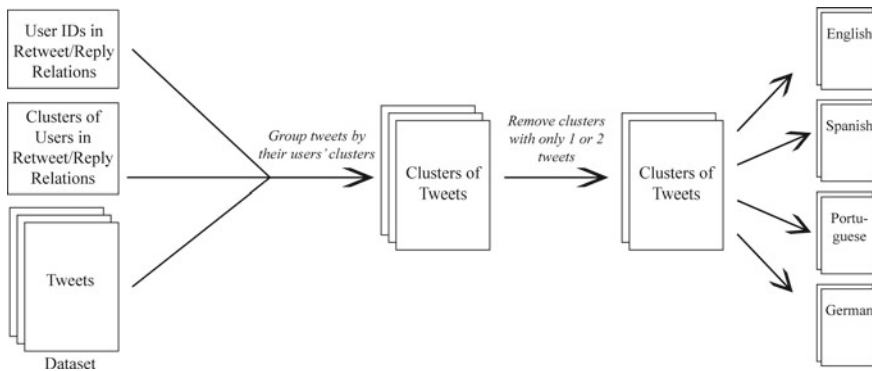 User IDs in
Retweet/Reply
Relations
Clusters of
Users in
Retweet/Reply
Relations
Tweets
Dataset
Group tweets by
their users' clusters
Clusters of
Tweets
Remove clusters
with only 1 or 2
tweets
Clusters of
Tweets
English
Spanish
Portu-
guese
German